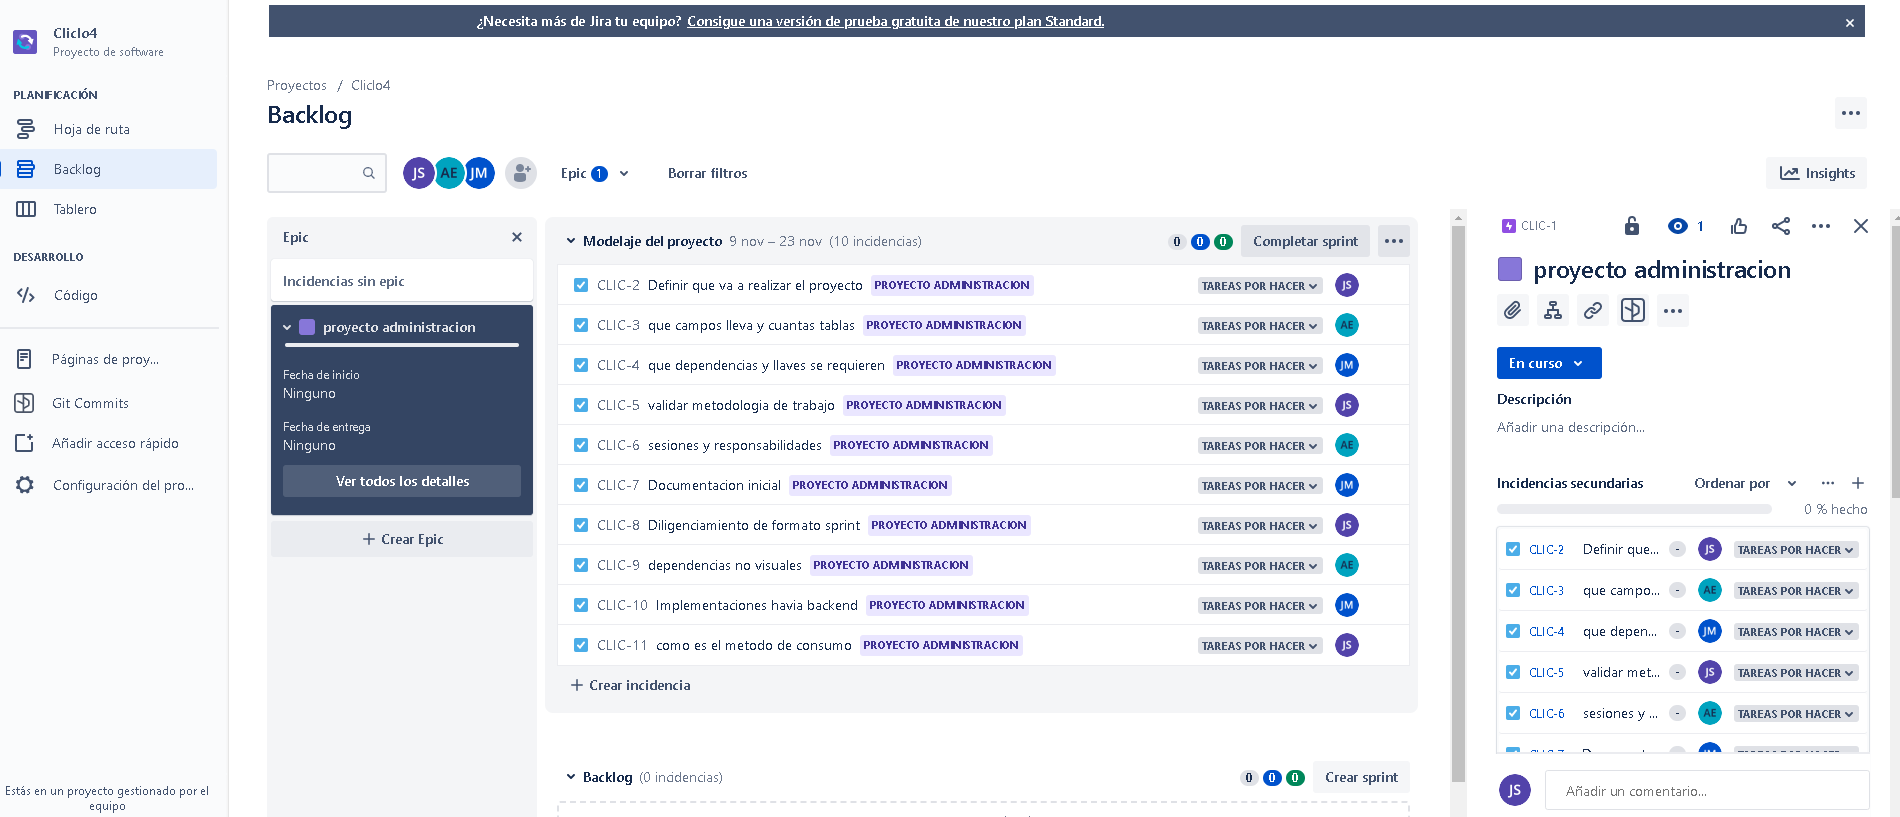 ¿Necesita más de Jira tu equipo? Consigue una versión de prueba gratuita de nuestro plan Standard.
Cliclo4
Proyecto de software
PLANIFICACIÓN
Hoja de ruta
Backlog
Tablero
DESARROLLO
Código
Páginas de proy...
Git Commits
Añadir acceso rápido
Configuración del pro...
Estás en un proyecto gestionado por el
equipo
Proyectos / Cliclo4
Backlog
JS AE JM
Epic 1
Borrar filtros
Insights
Epic
Incidencias sin epic
proyecto administracion
Fecha de inicio
Ninguno
Fecha de entrega
Ninguno
Ver todos los detalles
+ Crear Epic
Modelaje del proyecto 9 nov – 23 nov (10 incidencias) 0 0 0 Completar sprint
CLIC-2 Definir que va a realizar el proyecto PROYECTO ADMINISTRACION TAREAS POR HACER JS
CLIC-3 que campos lleva y cuantas tablas PROYECTO ADMINISTRACION TAREAS POR HACER AE
CLIC-4 que dependencias y llaves se requieren PROYECTO ADMINISTRACION TAREAS POR HACER JM
CLIC-5 validar metodologia de trabajo PROYECTO ADMINISTRACION TAREAS POR HACER JS
CLIC-6 sesiones y responsabilidades PROYECTO ADMINISTRACION TAREAS POR HACER AE
CLIC-7 Documentacion inicial PROYECTO ADMINISTRACION TAREAS POR HACER JM
CLIC-8 Diligenciamiento de formato sprint PROYECTO ADMINISTRACION TAREAS POR HACER JS
CLIC-9 dependencias no visuales PROYECTO ADMINISTRACION TAREAS POR HACER AE
CLIC-10 Implementaciones havia backend PROYECTO ADMINISTRACION TAREAS POR HACER JM
CLIC-11 como es el metodo de consumo PROYECTO ADMINISTRACION TAREAS POR HACER JS
+ Crear incidencia
Backlog (0 incidencias) 0 0 0 Crear sprint
CLIC-1 1
proyecto administracion
En curso
Descripción
Añadir una descripción...
Incidencias secundarias Ordenar por
0 % hecho
CLIC-2 Definir que... - JS TAREAS POR HACER
CLIC-3 que campo... - AE TAREAS POR HACER
CLIC-4 que depen... - JM TAREAS POR HACER
CLIC-5 validar met... - JS TAREAS POR HACER
CLIC-6 sesiones y ... - AE TAREAS POR HACER
JS Añadir un comentario...